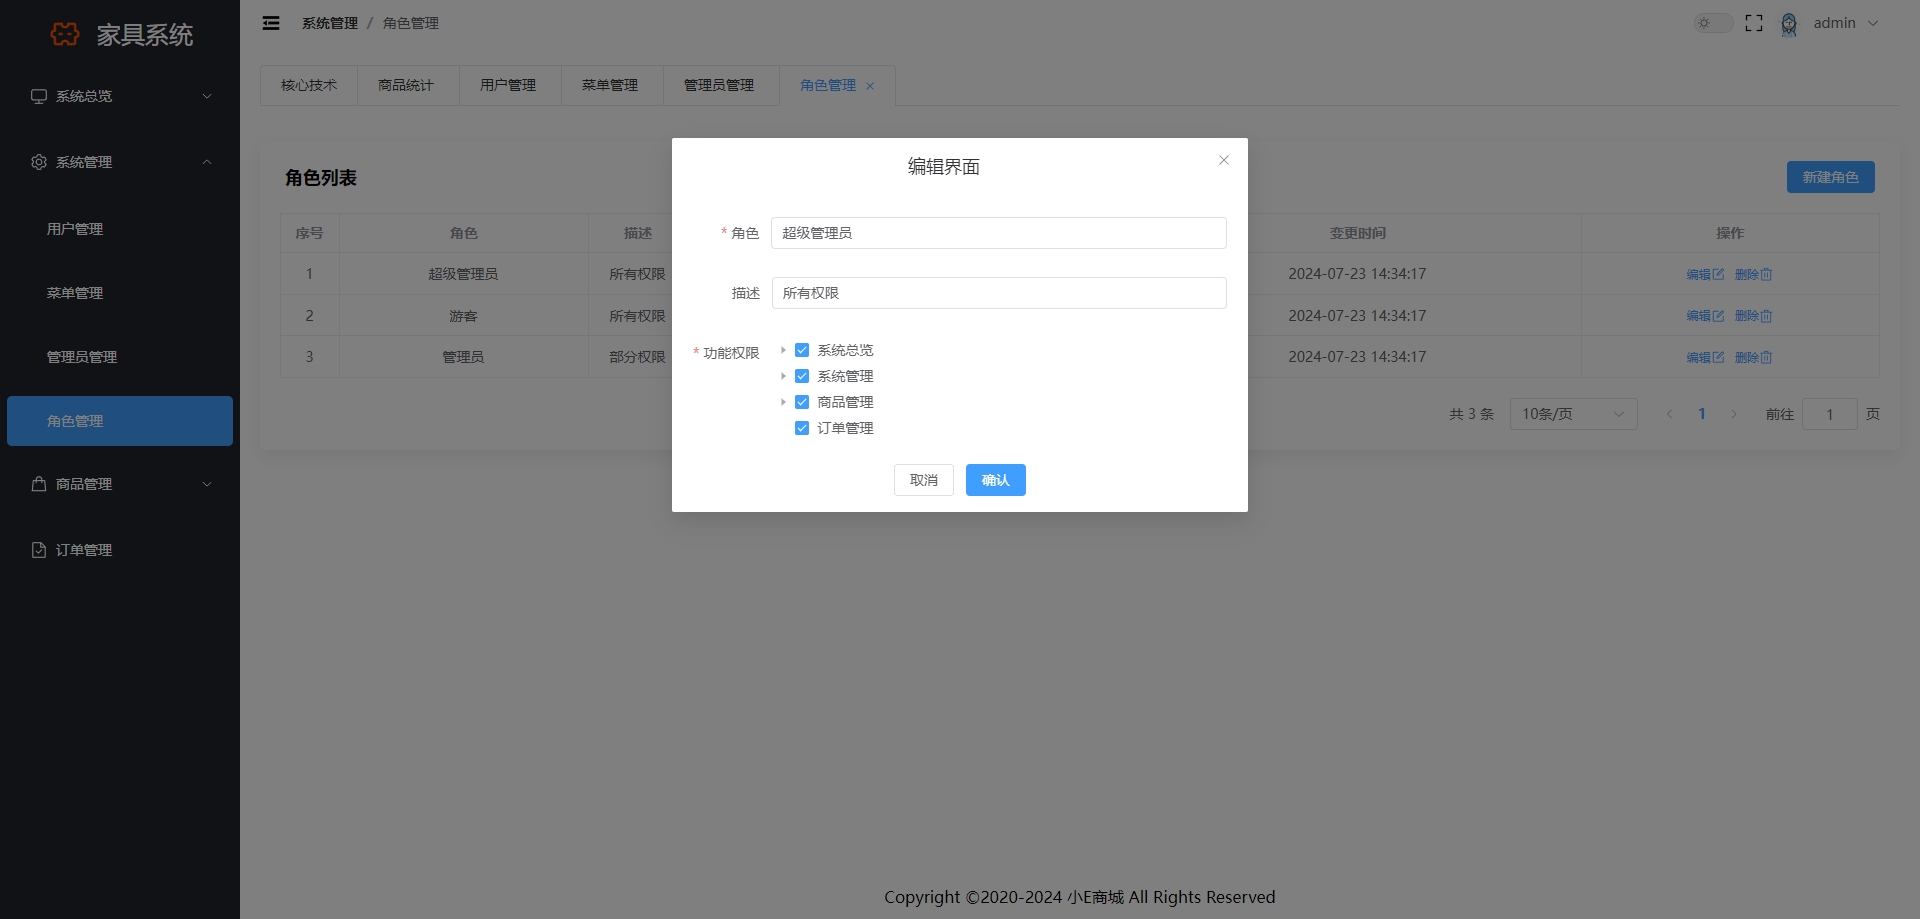 家具系统
系统总览
系统管理
用户管理
菜单管理
管理员管理
角色管理
商品管理
订单管理
系统管理 / 角色管理
admin
核心技术 商品统计 用户管理 菜单管理 管理员管理 角色管理
角色列表
新建角色
序号 角色 描述 变更时间 操作
1 超级管理员 所有权限 2024-07-23 14:34:17 编辑 删除
2 游客 所有权限 2024-07-23 14:34:17 编辑 删除
3 管理员 部分权限 2024-07-23 14:34:17 编辑 删除
共 3 条 10条/页 1 前往 1 页
编辑界面
* 角色 超级管理员
描述 所有权限
* 功能权限
系统总览
系统管理
商品管理
订单管理
取消 确认
Copyright ©2020-2024 小E商城 All Rights Reserved